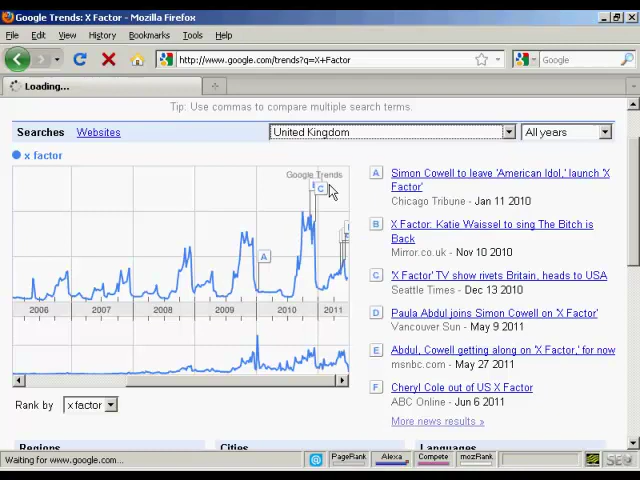 Google Trends: X Factor - Mozilla Firefox
File Edit View History Bookmarks Tools Help
http://www.google.com/trends?q=X+Factor
Google
Loading...
Tip: Use commas to compare multiple search terms.
Searches Websites United Kingdom All years
x factor
Google Trends
C
A
2006 2007 2008 2009 2010 2011
A Simon Cowell to leave 'American Idol,' launch 'X Factor'
Chicago Tribune - Jan 11 2010
B X Factor: Katie Waissel to sing The Bitch is Back
Mirror.co.uk - Nov 10 2010
C 'X Factor' TV show rivets Britain, heads to USA
Seattle Times - Dec 13 2010
D Paula Abdul joins Simon Cowell on 'X Factor'
Vancouver Sun - May 9 2011
E Abdul, Cowell getting along on 'X Factor,' for now
msnbc.com - May 27 2011
F Cheryl Cole out of US X Factor
ABC Online - Jun 6 2011
More news results »
Rank by x factor
Regions Cities Languages
Waiting for www.google.com...
PageRank Alexa Compete mozRank